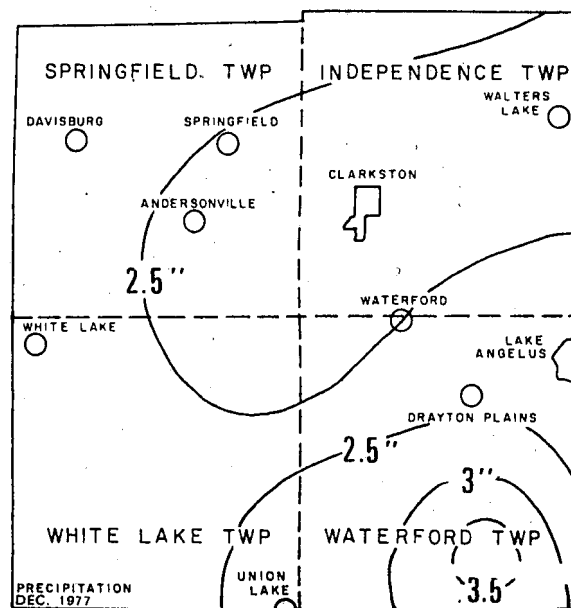 SPRINGFIELD TWP
INDEPENDENCE TWP
WALTERS
LAKE
DAVISBURG
SPRINGFIELD
CLARKSTON
ANDERSONVILLE
2.5"
WATERFORD
WHITE LAKE
LAKE
ANGELUS
DRAYTON PLAINS
2.5"
3"
WHITE LAKE TWP
WATERFORD TWP
PRECIPITATION
DEC. 1977
UNION
LAKE
3.5